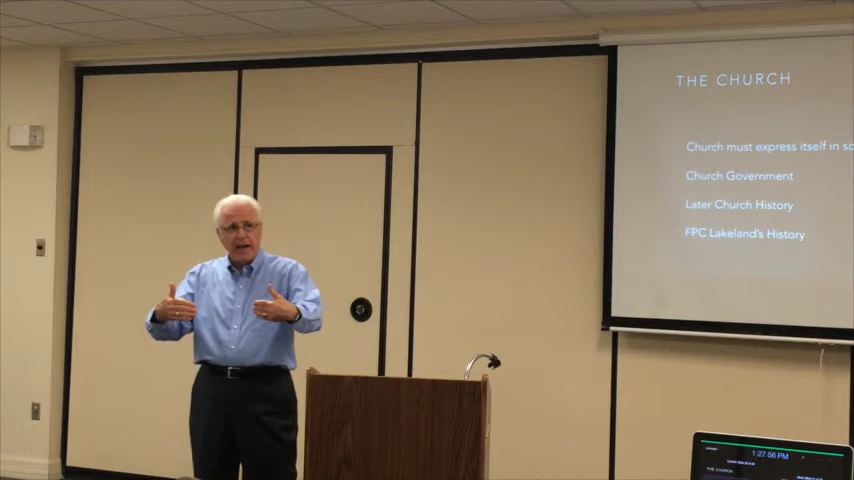 THE CHURCH
Church must express itself in so
Church Government
Later Church History
FPC Lakeland's History
1:27:56 PM
THE CHURCH